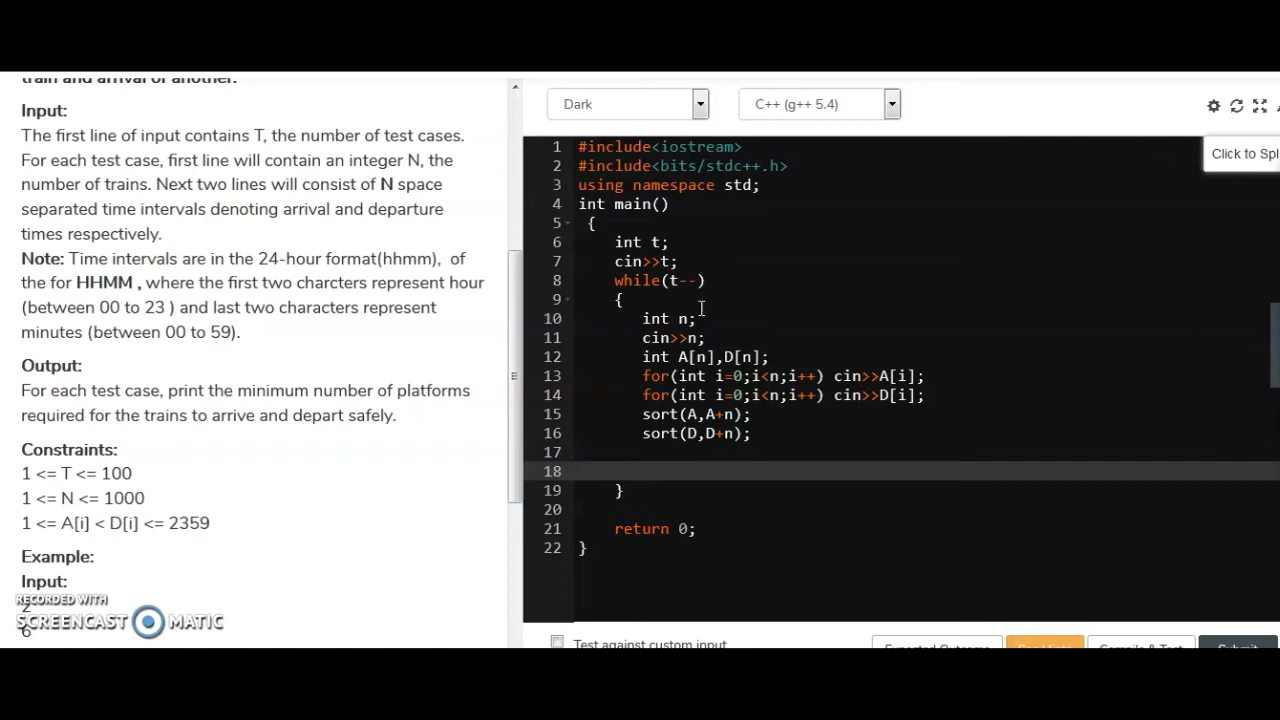 train and arrival of another.
Input:
The first line of input contains T, the number of test cases.
For each test case, first line will contain an integer N, the
number of trains. Next two lines will consist of N space
separated time intervals denoting arrival and departure
times respectively.
Note: Time intervals are in the 24-hour format(hhmm), of
the for HHMM , where the first two charcters represent hour
(between 00 to 23 ) and last two characters represent
minutes (between 00 to 59).
Output:
For each test case, print the minimum number of platforms
required for the trains to arrive and depart safely.
Constraints:
1 <= T <= 100
1 <= N <= 1000
1 <= A[i] < D[i] <= 2359
Example:
Input:
2
6
RECORDED WITH
SCREENCAST MATIC
Dark
C++ (g++ 5.4)
Click to Spl
1 #include<iostream>
2 #include<bits/stdc++.h>
3 using namespace std;
4 int main()
5 {
6 int t;
7 cin>>t;
8 while(t--)
9 {
10 int n;
11 cin>>n;
12 int A[n],D[n];
13 for(int i=0;i<n;i++) cin>>A[i];
14 for(int i=0;i<n;i++) cin>>D[i];
15 sort(A,A+n);
16 sort(D,D+n);
17
18
19 }
20
21 return 0;
22 }
Test against custom input
Expected Outcome
Compile & Test
Submit